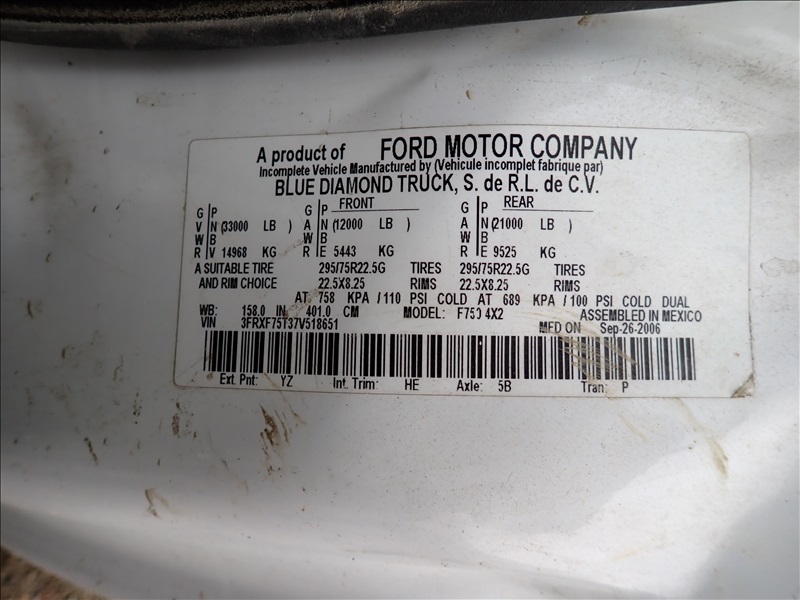 A product of FORD MOTOR COMPANY
Incomplete Vehicle Manufactured by (Vehicule incomplet fabrique par)
BLUE DIAMOND TRUCK, S. de R.L. de C.V.
G P G P FRONT G P REAR
V N (33000 LB ) A N (12000 LB ) A N (21000 LB )
W B W B W B
R V 14968 KG R E 5443 KG R E 9525 KG
A SUITABLE TIRE 295/75R22.5G TIRES 295/75R22.5G TIRES
AND RIM CHOICE 22.5X8.25 RIMS 22.5X8.25 RIMS
AT 758 KPA/110 PSI COLD AT 689 KPA/100 PSI COLD DUAL
WB: 158.0 IN 401.0 CM MODEL: F750 4X2 ASSEMBLED IN MEXICO
VIN 3FRXF75T37V518651 MFD ON Sep-26-2006
Ext. Pnt: YZ Int. Trim: HE Axle: 5B Tran: P